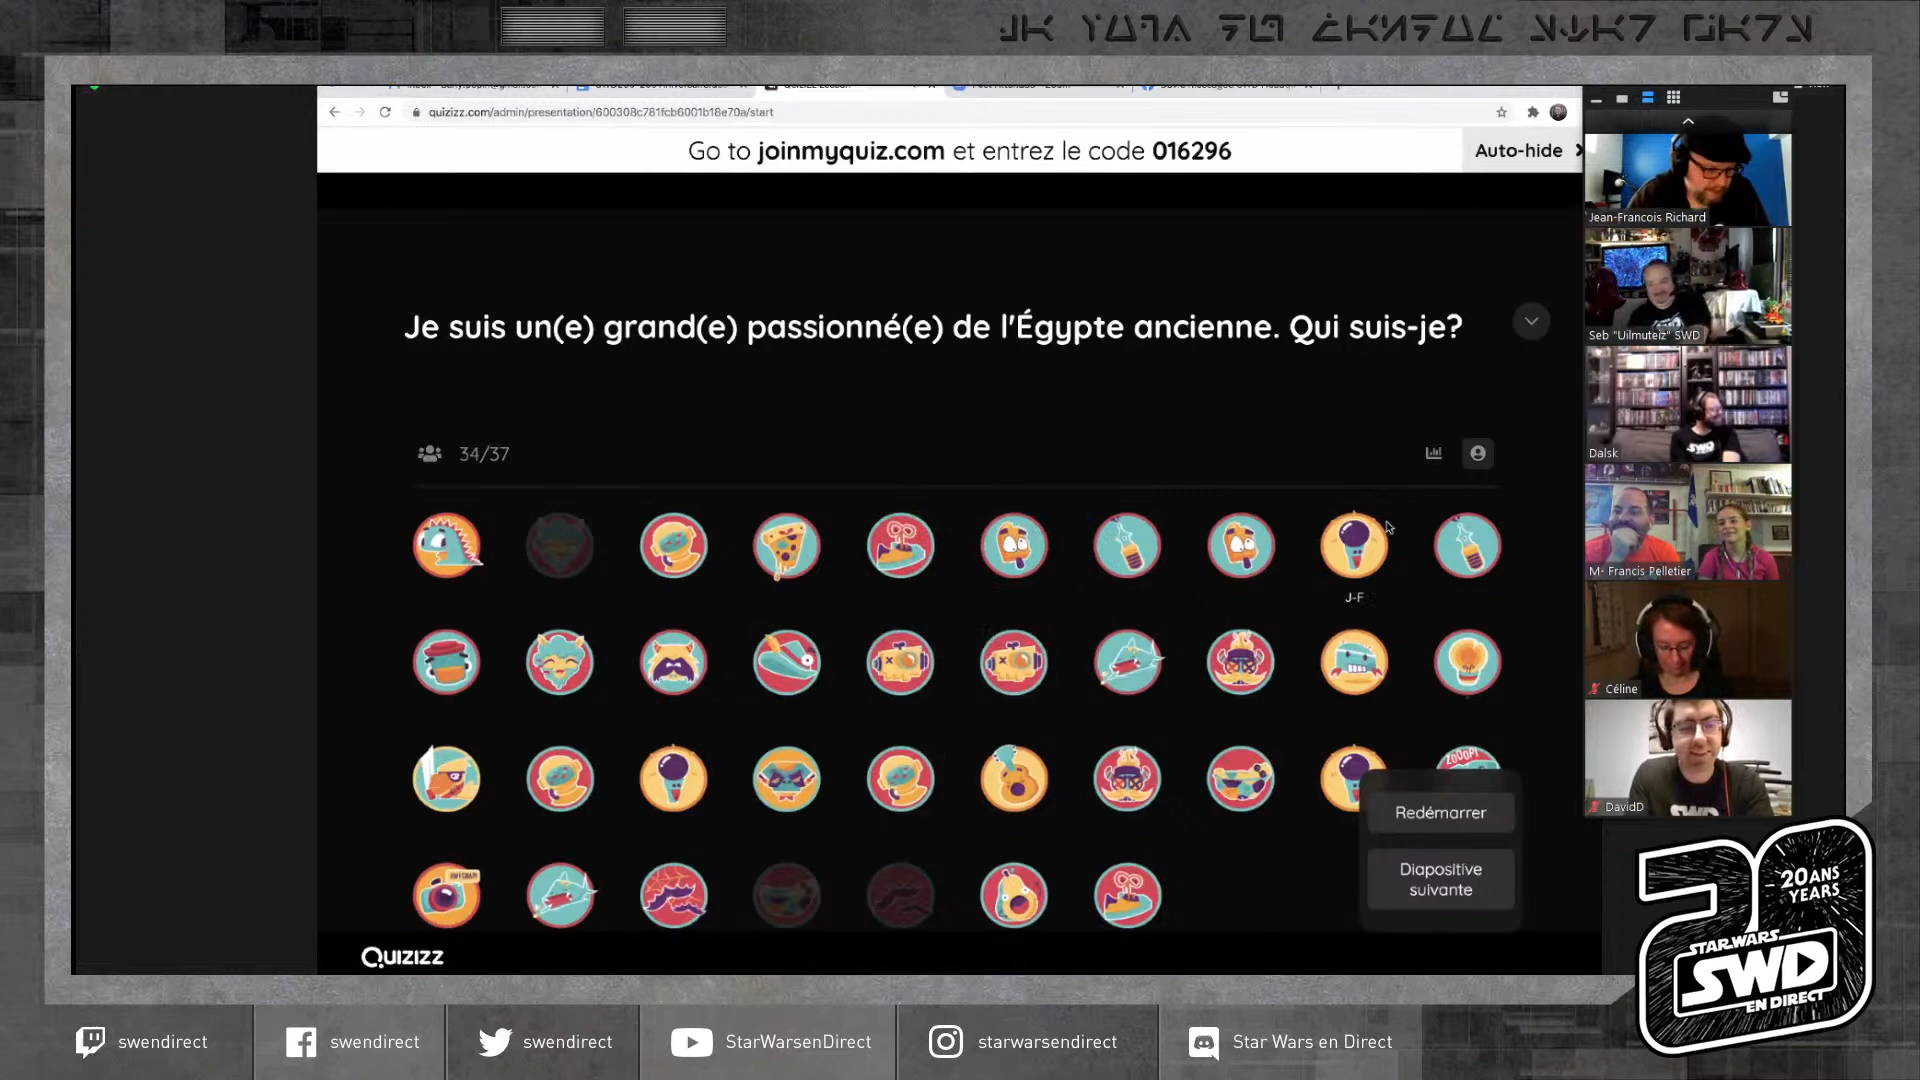 quizizz.com/admin/presentation/600308c781fcb6001b18e70a/start
Go to joinmyquiz.com et entrez le code 016296
Auto-hide
Je suis un(e) grand(e) passionné(e) de l'Égypte ancienne. Qui suis-je?
34/37
J-F
ZOOOP!
Redémarrer
Diapositive
suivante
Quizizz
Jean-Francois Richard
Seb "Uilmuteiz" SWD
Dalsk
M- Francis Pelletier
Céline
DavidD
SWD
20 ANS
YEARS
STAR WARS
SWD
EN DIRECT
swendirect
swendirect
swendirect
StarWarsenDirect
starwarsendirect
Star Wars en Direct